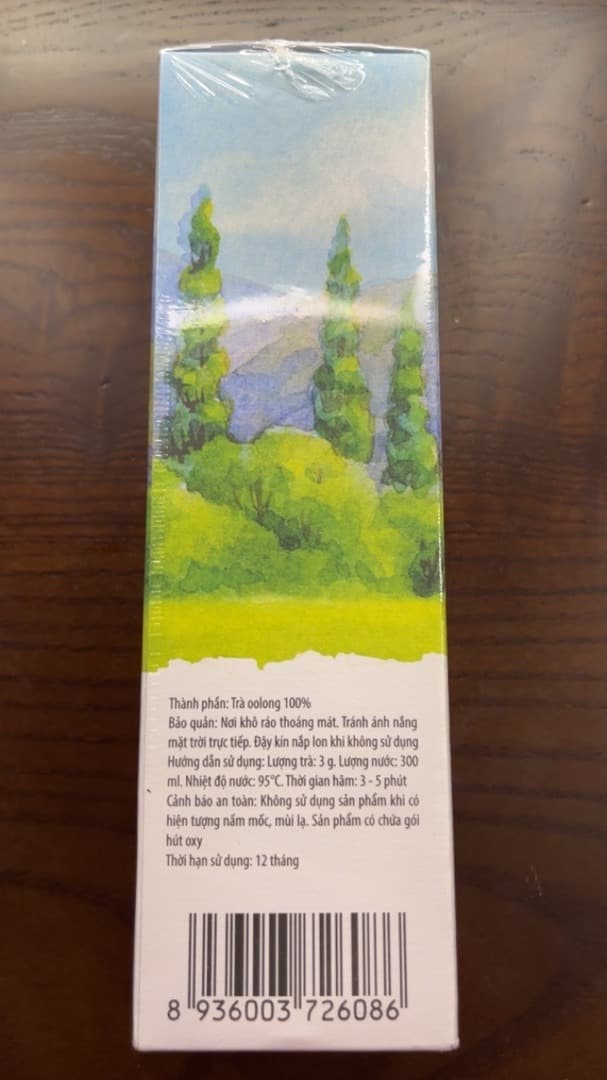 Thành phần: Trà oolong 100%
Bảo quản: Nơi khô ráo thoáng mát. Tránh ánh nắng
mặt trời trực tiếp. Đậy kín nắp lon khi không sử dụng
Hướng dẫn sử dụng: Lượng trà: 3 g. Lượng nước: 300
ml. Nhiệt độ nước: 95°C. Thời gian hãm: 3 - 5 phút
Cảnh báo an toàn: Không sử dụng sản phẩm khi có
hiện tượng nấm mốc, mùi lạ. Sản phẩm có chứa gói
hút oxy
Thời hạn sử dụng: 12 tháng
8 936003 726086